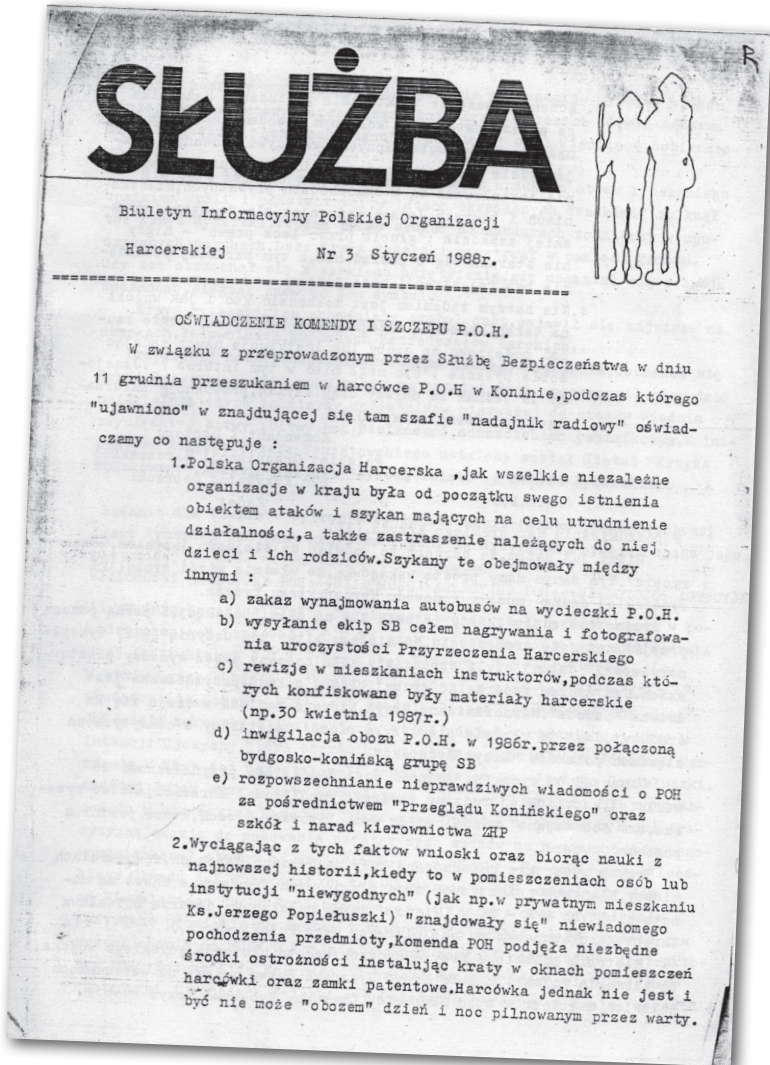 R
SŁUŻBA
Biuletyn Informacyjny Polskiej Organizacji
Harcerskiej Nr 3 Styczeń 1988r.
OŚWIADCZENIE KOMENDY I SZCZEPU P.O.H.
W związku z przeprowadzonym przez Służbę Bezpieczeństwa w dniu
11 grudnia przeszukaniem w harcówce P.O.H w Koninie,podczas którego
"ujawniono" w znajdującej się tam szafie "nadajnik radiowy" oświad-
czamy co następuje :
1.Polska Organizacja Harcerska ,jak wszelkie niezależne
organizacje w kraju była od początku swego istnienia
obiektem ataków i szykan mających na celu utrudnienie
działalności,a także zastraszenie należących do niej
dzieci i ich rodziców.Szykany te obejmowały między
innymi :
a) zakaz wynajmowania autobusów na wycieczki P.O.H.
b) wysyłanie ekip SB celem nagrywania i fotografowa-
nia uroczystości Przyrzeczenia Harcerskiego
c) rewizje w mieszkaniach instruktorów,podczas któ-
rych konfiskowane były materiały harcerskie
(np.30 kwietnia 1987r.)
d) inwigilacja obozu P.O.H. w 1986r.przez połączoną
bydgosko-konińską grupę SB
e) rozpowszechnianie nieprawdziwych wiadomości o POH
za pośrednictwem "Przeglądu Konińskiego" oraz
szkół i narad kierownictwa ZHP
2.Wyciągając z tych faktów wnioski oraz biorąc nauki z
najnowszej historii,kiedy to w pomieszczeniach osób lub
instytucji "niewygodnych" (jak np.w prywatnym mieszkaniu
Ks.Jerzego Popiełuszki) "znajdowały się" niewiadomego
pochodzenia przedmioty,Komenda POH podjęła niezbędne
środki ostrożności instalując kraty w oknach pomieszczeń
harcówki oraz zamki patentowe.Harcówka jednak nie jest i
być nie może "obozem" dzień i noc pilnowanym przez warty.